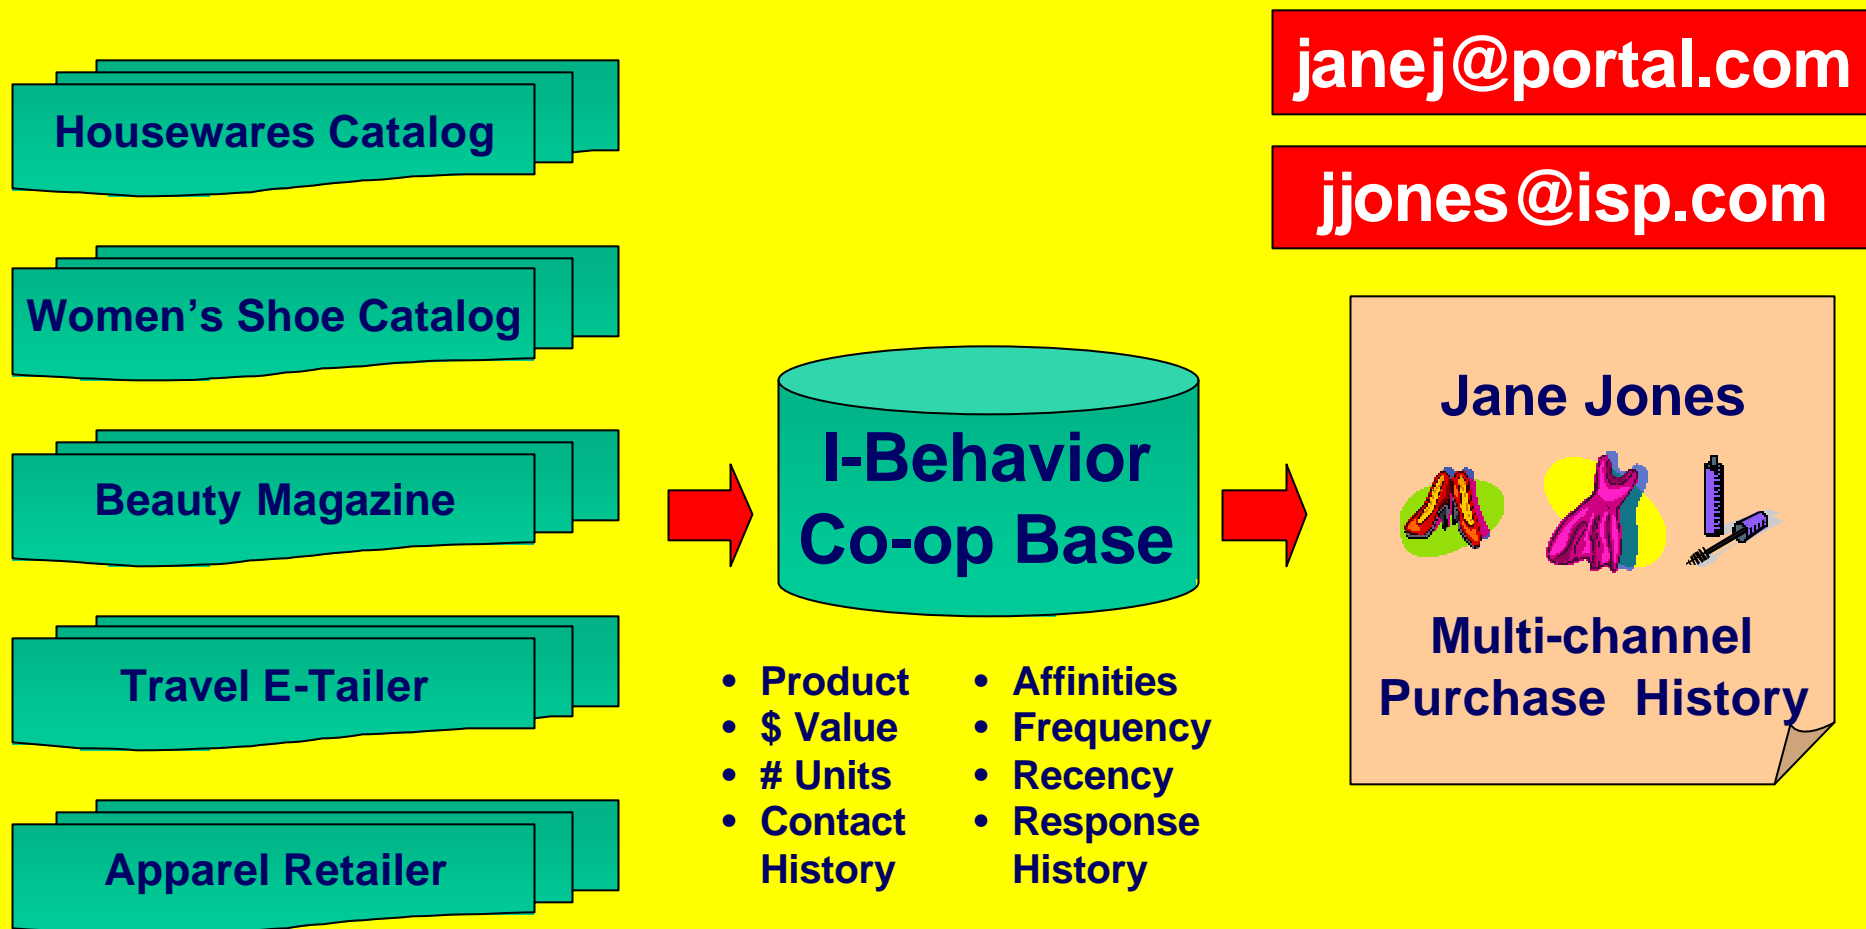 janej@portal.com
jjones@isp.com
Housewares Catalog
Women's Shoe Catalog
Beauty Magazine
Travel E-Tailer
Apparel Retailer
I-Behavior
Co-op Base
• Product
• $ Value
• # Units
• Contact
History
• Affinities
• Frequency
• Recency
• Response
History
Jane Jones
Multi-channel
Purchase History